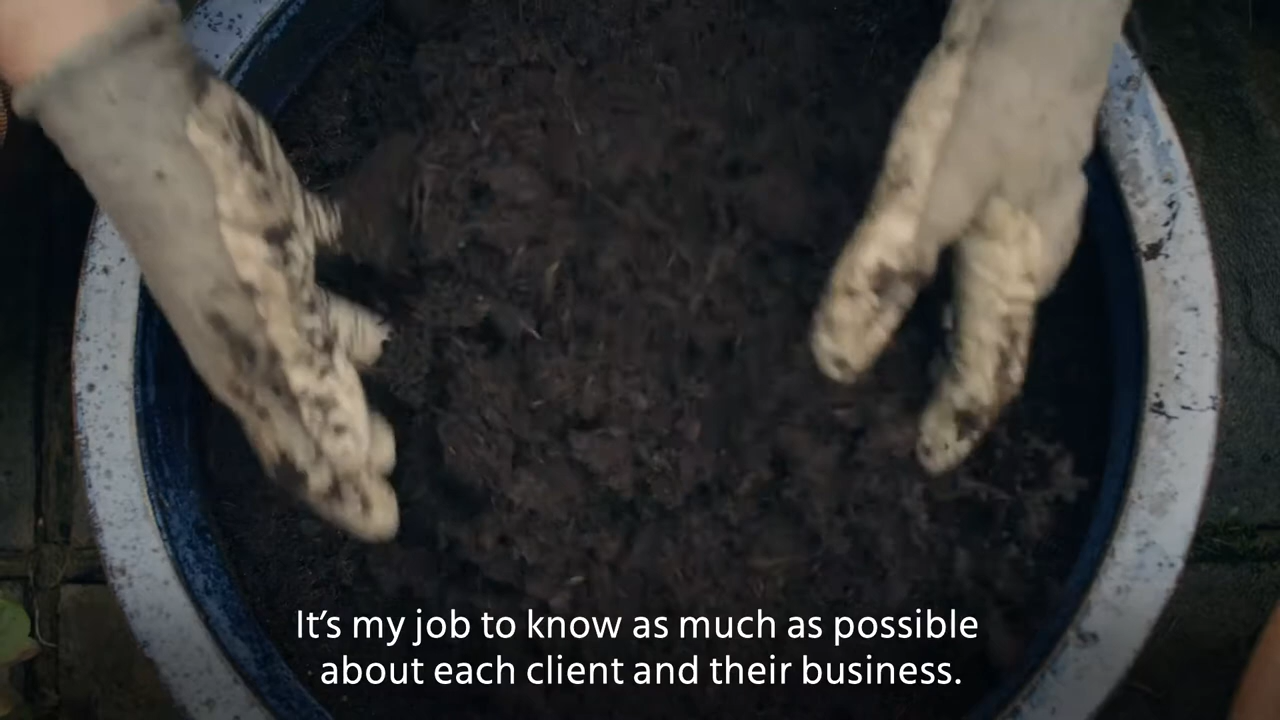 It's my job to know as much as possible
about each client and their business.